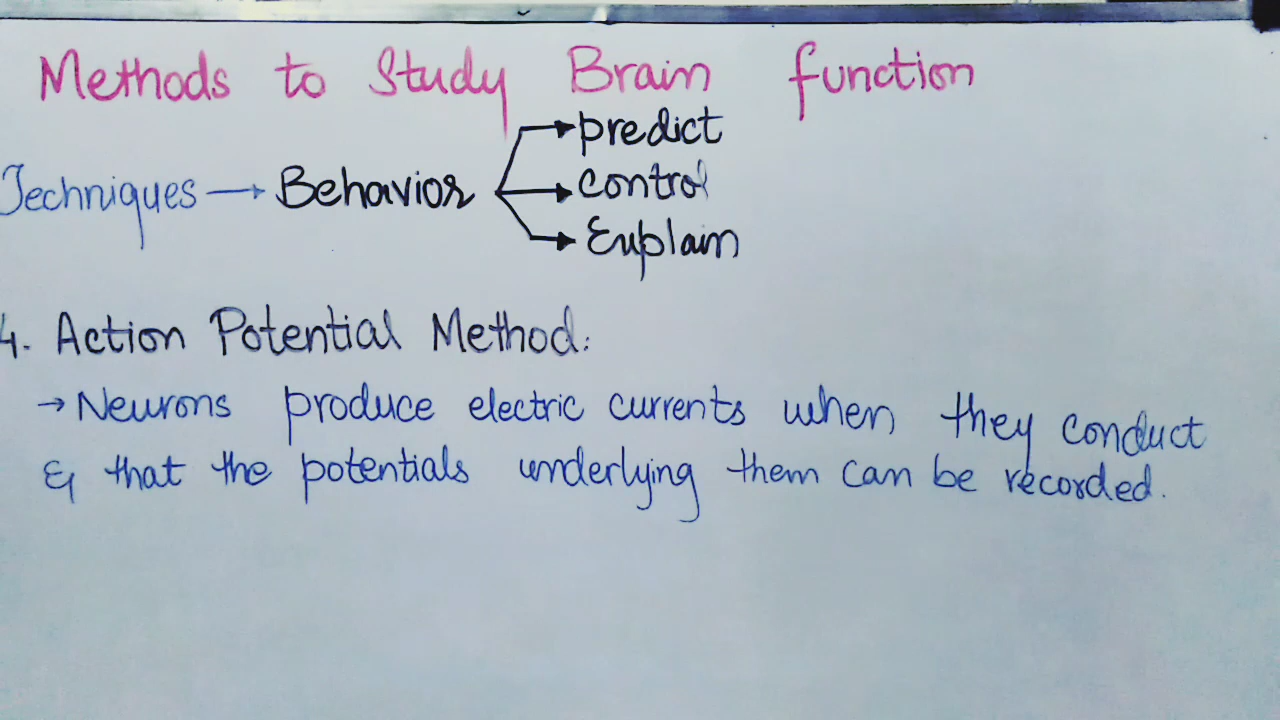 Methods to Study Brain function
predict
Techniques → Behavior → control
Explain
4. Action Potential Method:
→ Neurons produce electric currents when they conduct
& that the potentials underlying them can be recorded.